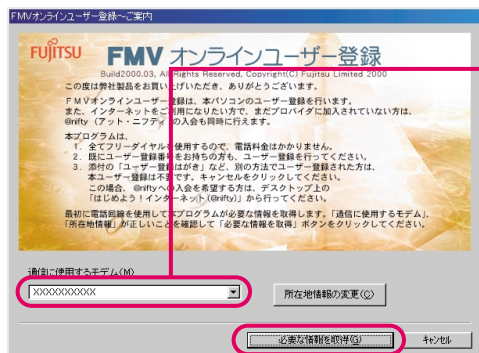 FMVオンラインユーザー登録～ご案内
FUJITSU FMV オンラインユーザー登録
Build2000.03, All Rights Reserved, Copyright(C) Fujitsu Limited 2000
この度は弊社製品をお買い上げいただき、ありがとうございます。
FMVオンラインユーザー登録は、本パソコンのユーザー登録を行います。
また、インターネットをご利用になりたい方で、まだプロバイダに加入されていない方は、
@nifty(アット・ニフティ)の入会も同時に行えます。
本プログラムは、
1. 全てフリーダイヤルを使用するので、電話料金はかかりません。
2. 既にユーザー登録番号をお持ちの方も、ユーザー登録を行ってください。
3. 添付の「ユーザー登録はがき」など、別の方法でユーザー登録された方は、
本ユーザー登録は不要です。キャンセルをクリックしてください。
この場合、@niftyへの入会を希望する方は、デスクトップ上の
「はじめよう!インターネット(@nifty)」から行ってください。
最初に電話回線を使用して本プログラムが必要な情報を取得します。「通信に使用するモデム」、
「所在地情報」が正しいことを確認して「必要な情報を取得」ボタンをクリックしてください。
通信に使用するモデム(M)
XXXXXXXXXX
所在地情報の変更(C)
必要な情報を取得(G)
キャンセル